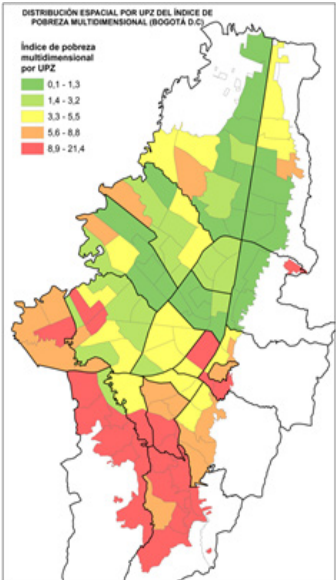 DISTRIBUCIÓN ESPACIAL POR UPZ DEL ÍNDICE DE
POBREZA MULTIDIMENSIONAL (BOGOTÁ D.C)
Índice de pobreza
multidimensional
por UPZ
0,1 - 1,3
1,4 - 3,2
3,3 - 5,5
5,6 - 8,8
8,9 - 21,4